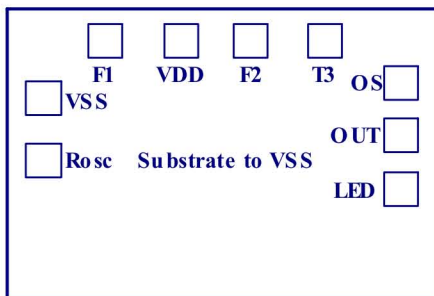 F1 VDD F2 T3
OS
VSS
OUT
Rosc Substrate to VSS
LED